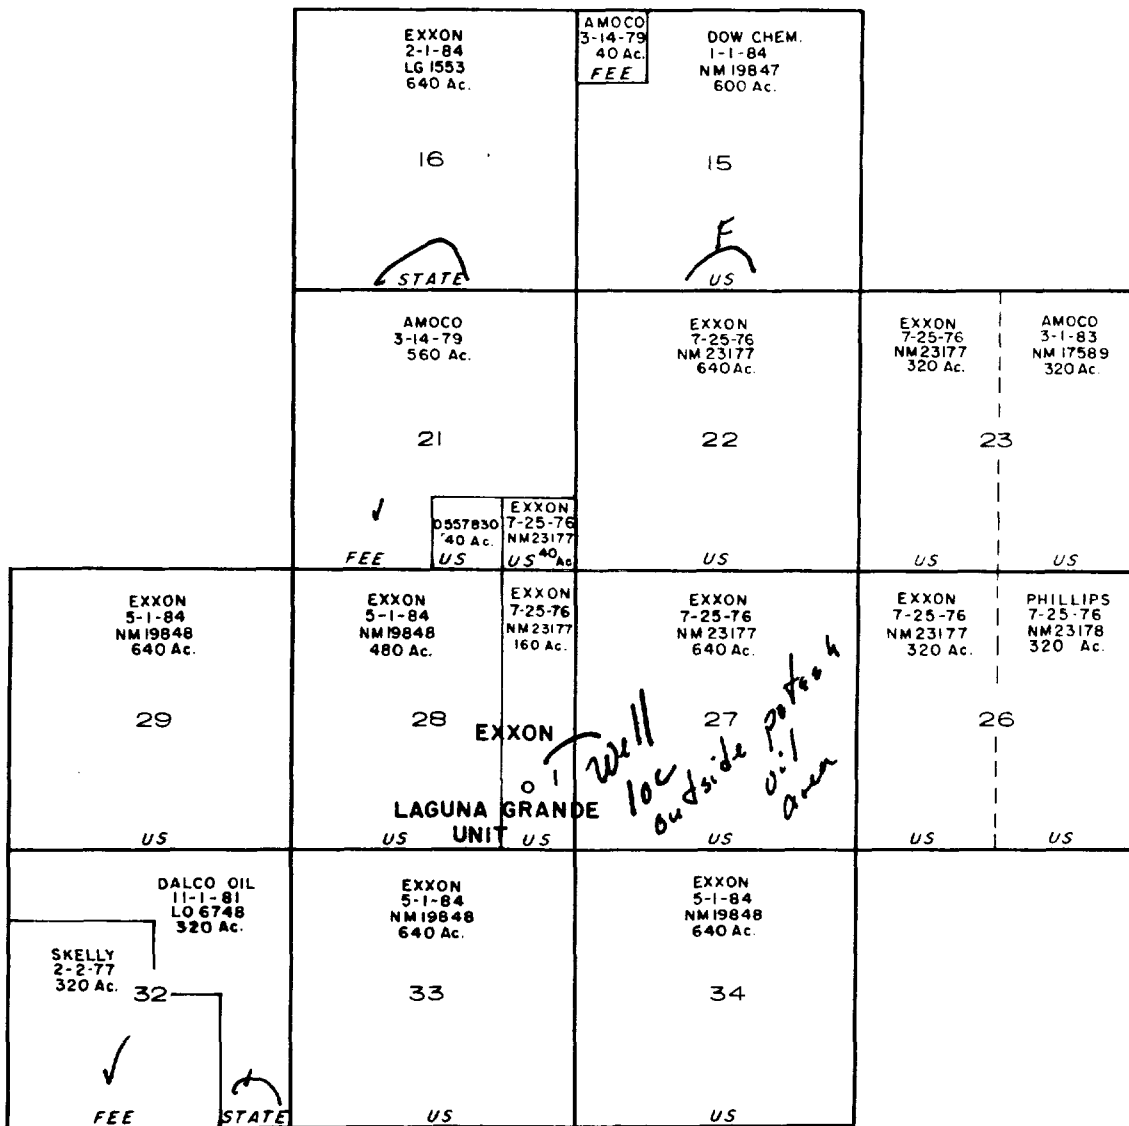 EXXON
2-1-84
LG 1553
640 Ac.
16
STATE
AMOCO
3-14-79
40 Ac.
FEE
DOW CHEM.
1-1-84
NM 19847
600 Ac.
15
F
US
AMOCO
3-14-79
560 Ac.
21
FEE
0557830
40 Ac.
US
EXXON
7-25-76
NM 23177
US 40 Ac
EXXON
7-25-76
NM 23177
640 Ac.
22
US
EXXON
7-25-76
NM 23177
320 Ac.
23
US
AMOCO
3-1-83
NM 17589
320 Ac.
US
EXXON
5-1-84
NM 19848
640 Ac.
29
US
EXXON
5-1-84
NM 19848
480 Ac.
28
US
EXXON
7-25-76
NM 23177
160 Ac.
US
EXXON
1
LAGUNA GRANDE
UNIT
EXXON
7-25-76
NM 23177
640 Ac.
27
US
Well
loc
outside potash
oil
area
EXXON
7-25-76
NM 23177
320 Ac.
26
US
PHILLIPS
7-25-76
NM 23178
320 Ac.
US
DALCO OIL
11-1-81
LO 6748
320 Ac.
SKELLY
2-2-77
320 Ac.
32
FEE
STATE
EXXON
5-1-84
NM 19848
640 Ac.
33
US
EXXON
5-1-84
NM 19848
640 Ac.
34
US